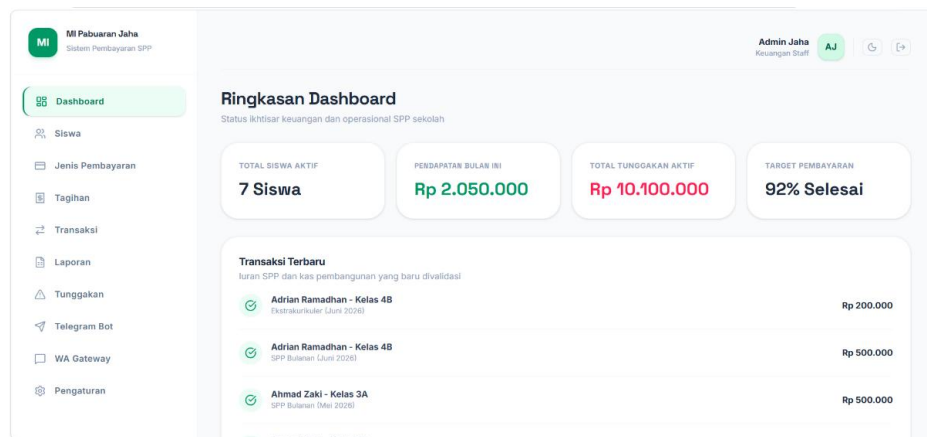 MI
MI Pabuaran Jaha
Sistem Pembayaran SPP
Admin Jaha
Keuangan Staff
AJ
Dashboard
Siswa
Jenis Pembayaran
Tagihan
Transaksi
Laporan
Tunggakan
Telegram Bot
WA Gateway
Pengaturan
Ringkasan Dashboard
Status ikhtisar keuangan dan operasional SPP sekolah
TOTAL SISWA AKTIF
7 Siswa
PENDAPATAN BULAN INI
Rp 2.050.000
TOTAL TUNGGAKAN AKTIF
Rp 10.100.000
TARGET PEMBAYARAN
92% Selesai
Transaksi Terbaru
Iuran SPP dan kas pembangunan yang baru divalidasi
Adrian Ramadhan - Kelas 4B
Ekstrakurikuler (Juni 2026)
Rp 200.000
Adrian Ramadhan - Kelas 4B
SPP Bulanan (Juni 2026)
Rp 500.000
Ahmad Zaki - Kelas 3A
SPP Bulanan (Mei 2026)
Rp 500.000